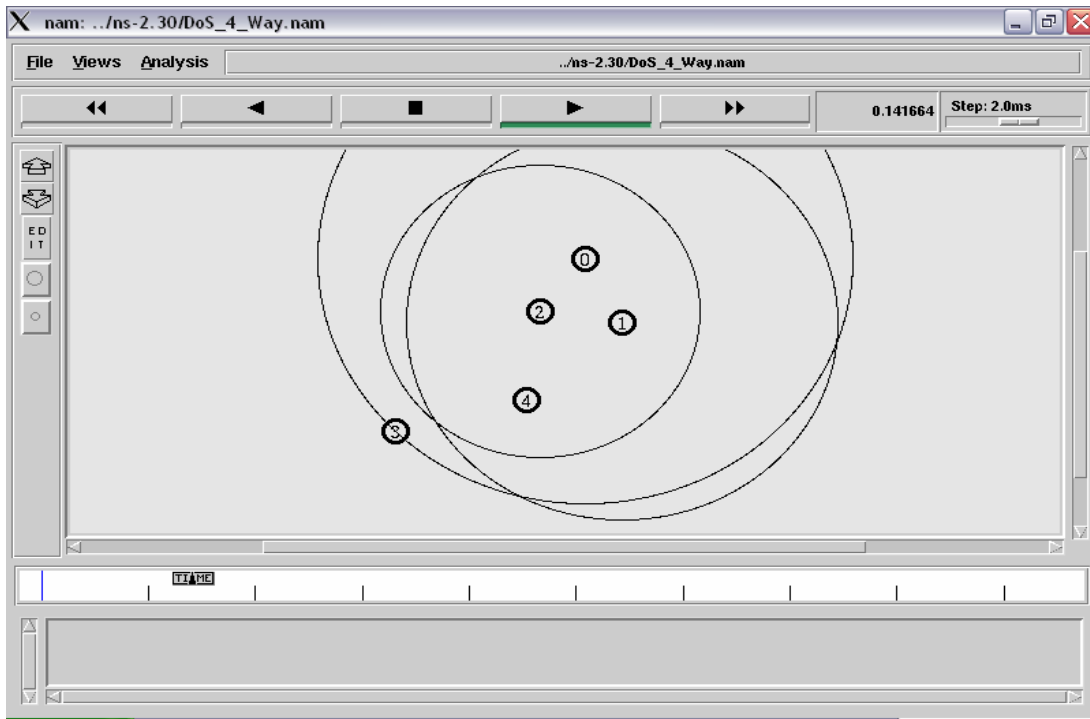 nam: ../ns-2.30/DoS_4_Way.nam
File Views Analysis ../ns-2.30/DoS_4_Way.nam
0.141664 Step: 2.0ms
E D
I T
0
2
1
4
3
TIME